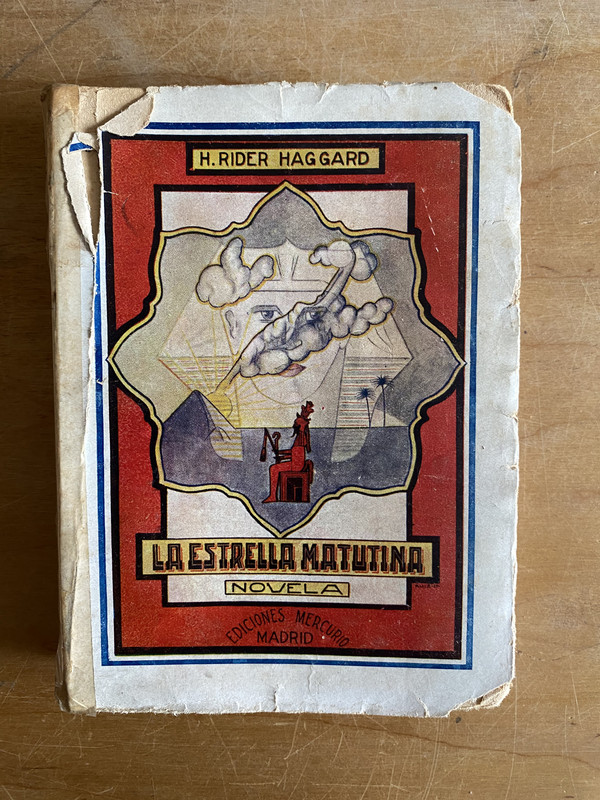 H. RIDER HAGGARD
LA ESTRELLA MATUTINA
NOVELA
EDICIONES MERCURIO
MADRID